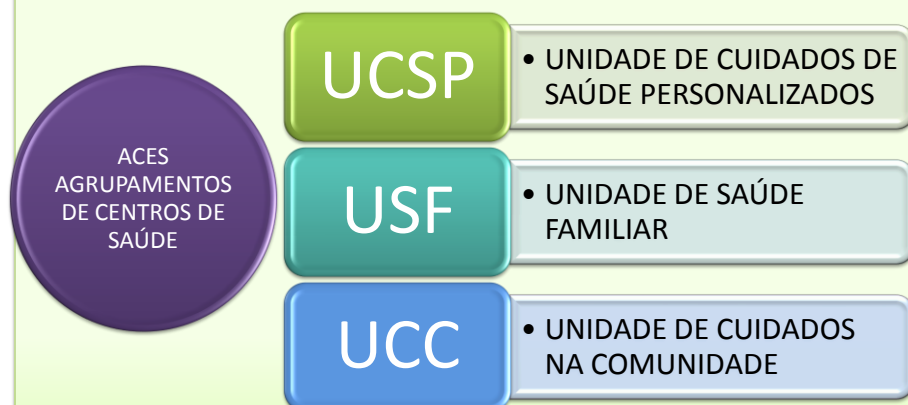 ACES
AGRUPAMENTOS
DE CENTROS DE
SAÚDE
UCSP
• UNIDADE DE CUIDADOS DE
SAÚDE PERSONALIZADOS
USF
• UNIDADE DE SAÚDE
FAMILIAR
UCC
• UNIDADE DE CUIDADOS
NA COMUNIDADE